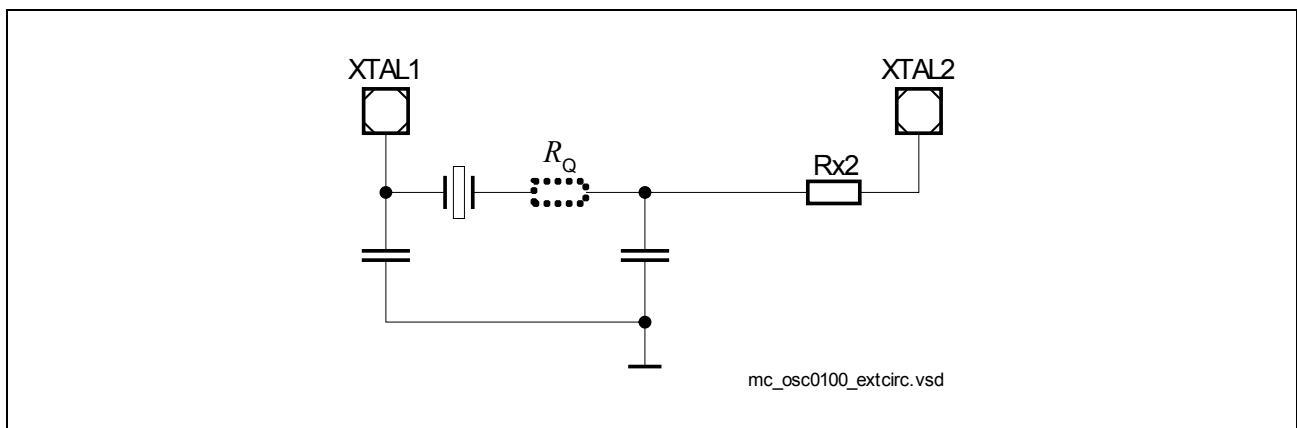 XTAL1
XTAL2
RQ
Rx2
mc_osc0100_extcirc.vsd